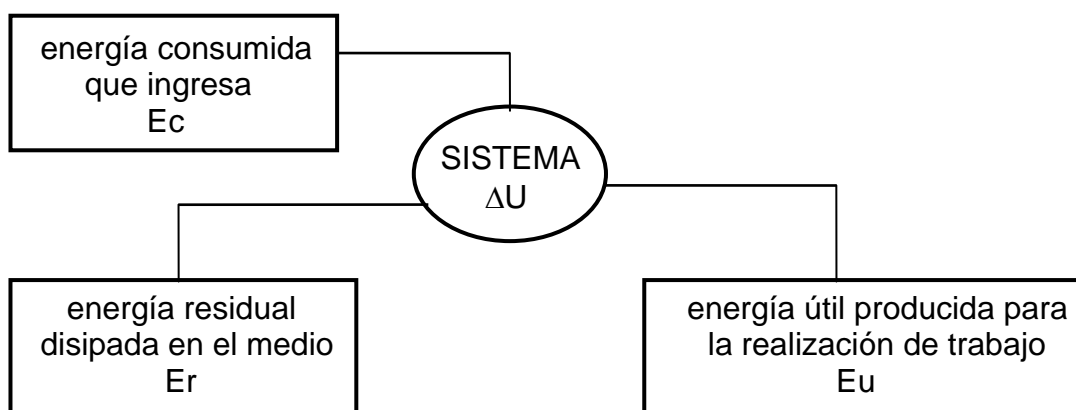 energía consumida
que ingresa
Ec
SISTEMA
ΔU
energía residual
disipada en el medio
Er
energía útil producida para
la realización de trabajo
Eu